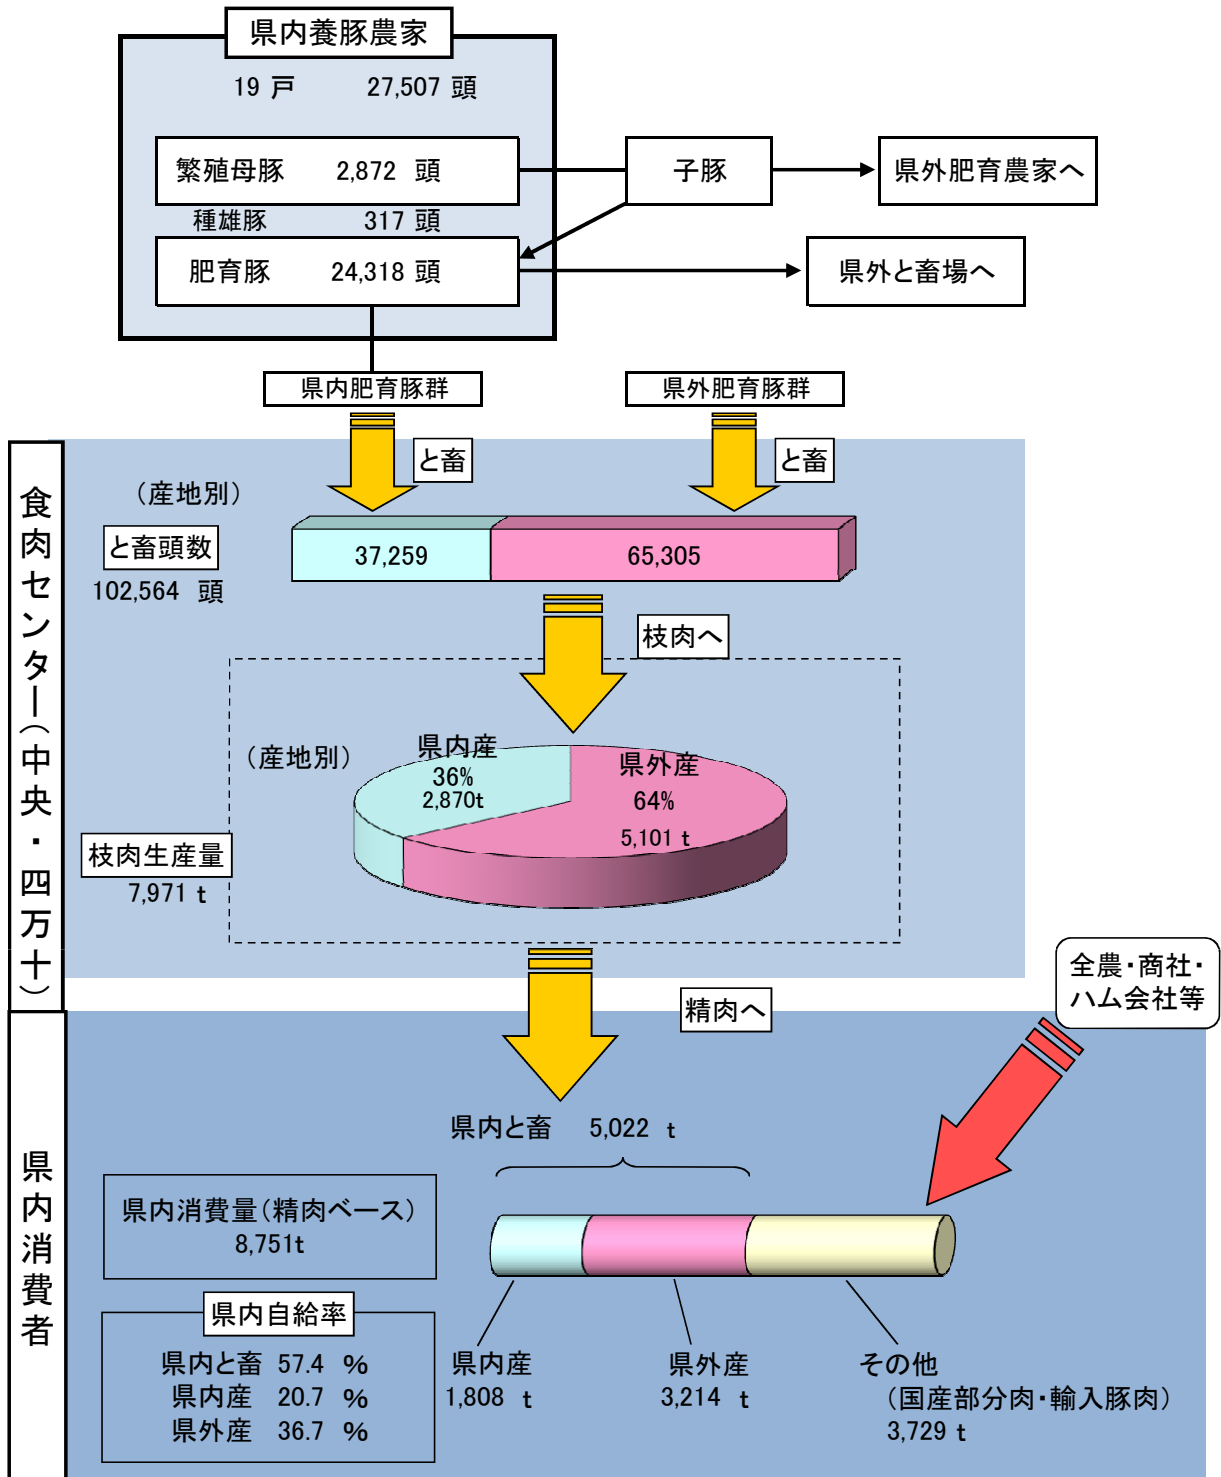 県内養豚農家
19 戸 27,507 頭
繁殖母豚 2,872 頭
子豚
県外肥育農家へ
種雄豚 317 頭
肥育豚 24,318 頭
県外と畜場へ
県内肥育豚群
県外肥育豚群
と畜
と畜
食肉センター(中央・四万十)
(産地別)
と畜頭数
102,564 頭
37,259
65,305
枝肉へ
(産地別)
県内産
36%
2,870t
県外産
64%
5,101 t
枝肉生産量
7,971 t
精肉へ
全農・商社・
ハム会社等
県内消費者
県内と畜 5,022 t
県内消費量(精肉ベース)
8,751t
県内自給率
県内と畜 57.4 %
県内産 20.7 %
県外産 36.7 %
県内産
1,808 t
県外産
3,214 t
その他
(国産部分肉・輸入豚肉)
3,729 t